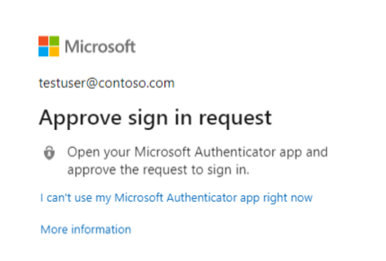 Microsoft
testuser@contoso.com
Approve sign in request
Open your Microsoft Authenticator app and
approve the request to sign in.
I can't use my Microsoft Authenticator app right now
More information